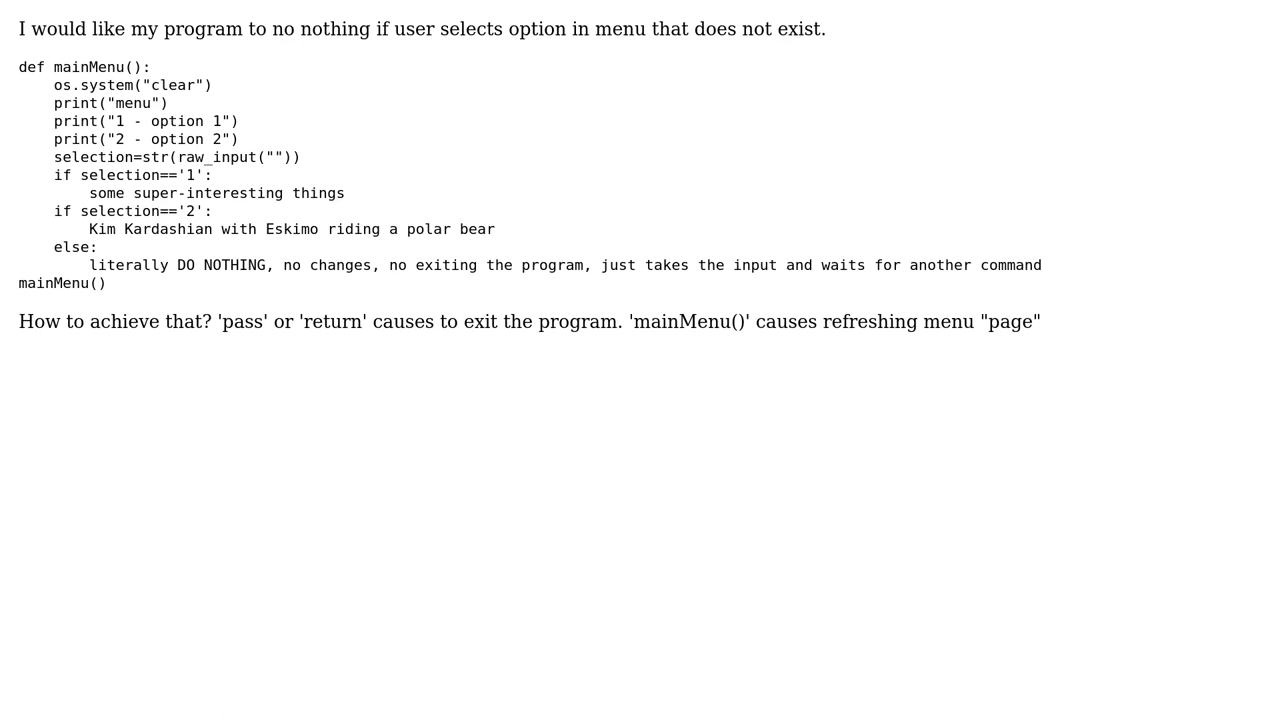 I would like my program to no nothing if user selects option in menu that does not exist.
def mainMenu():
    os.system("clear")
    print("menu")
    print("1 - option 1")
    print("2 - option 2")
    selection=str(raw_input(""))
    if selection=='1':
        some super-interesting things
    if selection=='2':
        Kim Kardashian with Eskimo riding a polar bear
    else:
        literally DO NOTHING, no changes, no exiting the program, just takes the input and waits for another command
mainMenu()
How to achieve that? 'pass' or 'return' causes to exit the program. 'mainMenu()' causes refreshing menu "page"